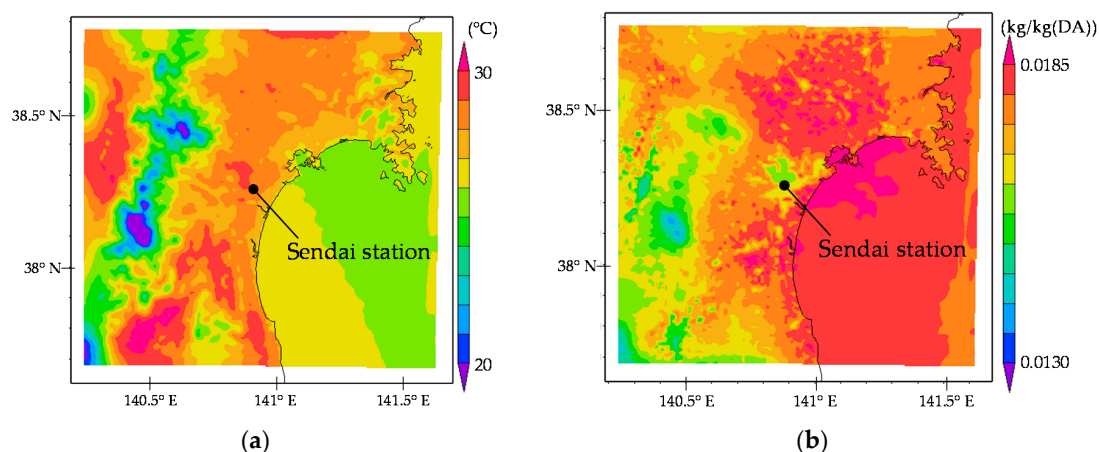 (°C)
30
20
38.5° N
38° N
Sendai station
140.5° E
141° E
141.5° E
(a)
(kg/kg(DA))
0.0185
0.0130
38.5° N
38° N
Sendai station
140.5° E
141° E
141.5° E
(b)